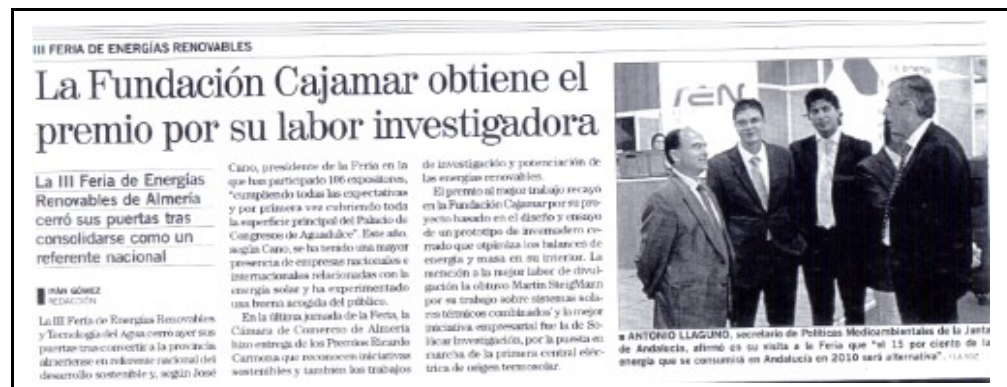 III FERIA DE ENERGÍAS RENOVABLES
La Fundación Cajamar obtiene el
premio por su labor investigadora
La III Feria de Energías
Renovables de Almería
cerró sus puertas tras
consolidarse como un
referente nacional
IVÁN GÓMEZ
REDACCIÓN
La III Feria de Energías Renovables
y Tecnología del Agua cerró ayer sus
puertas tras convertir a la provincia
almeriense en referente nacional del
desarrollo sostenible y, según José
Cano, presidente de la Feria en la
que han participado 106 expositores,
"cumpliendo todas las expectativas
y por primera vez cubriendo toda
la superficie principal del Palacio de
Congresos de Aguadulce". Este año,
según Cano, se ha tenido una mayor
presencia de empresas nacionales e
internacionales relacionadas con la
energía solar y ha experimentado
una buena acogida del público.
En la última jornada de la Feria, la
Cámara de Comercio de Almería
hizo entrega de los Premios Ricardo
Carmona que reconocen iniciativas
sostenibles y también los trabajos
de investigación y potenciación de
las energías renovables.
El premio al mejor trabajo recayó
en la Fundación Cajamar por su pro-
yecto basado en el diseño y ensayo
de un prototipo de invernadero ce-
rrado que optimiza los balances de
energía y masa en su interior. La
mención a la mejor labor de divul-
gación la obtuvo Martin SteigMann
por su trabajo sobre sistemas sola-
res térmicos combinados' y la mejor
iniciativa empresarial fue la de So-
lúcar Investigación, por la puesta en
marcha de la primera central eléc-
trica de origen termosolar.
■ ANTONIO LLAGUNO, secretario de Políticas Medioambientales de la Junta
de Andalucía, afirmó en su visita a la Feria que "el 15 por ciento de la
energía que se consumirá en Andalucía en 2010 será alternativa". · LA VOZ